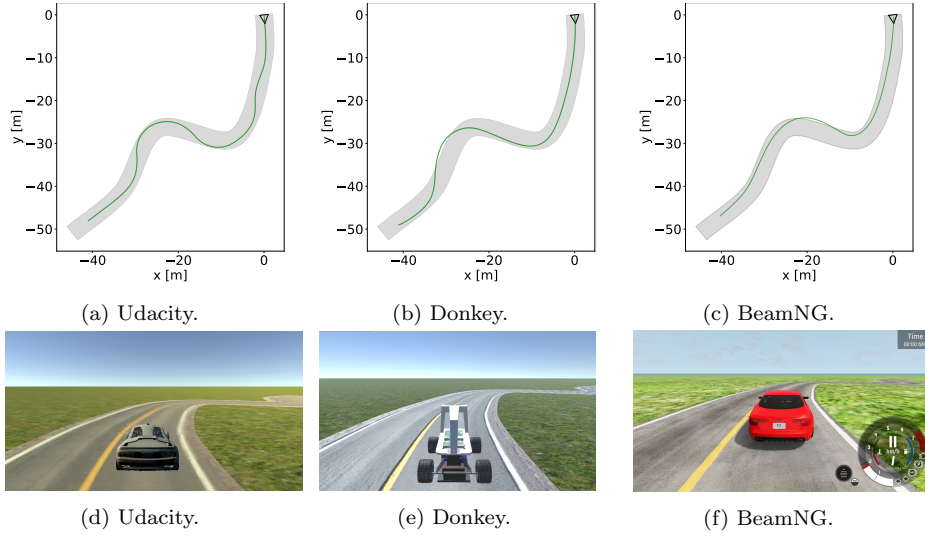 0
−10
−20
−30
−40
−50
y [m]
−40 −20 0
x [m]
(a) Udacity.
0
−10
−20
−30
−40
−50
y [m]
−40 −20 0
x [m]
(b) Donkey.
0
−10
−20
−30
−40
−50
y [m]
−40 −20 0
x [m]
(c) BeamNG.
Time
km/h
(d) Udacity.
(e) Donkey.
(f) BeamNG.